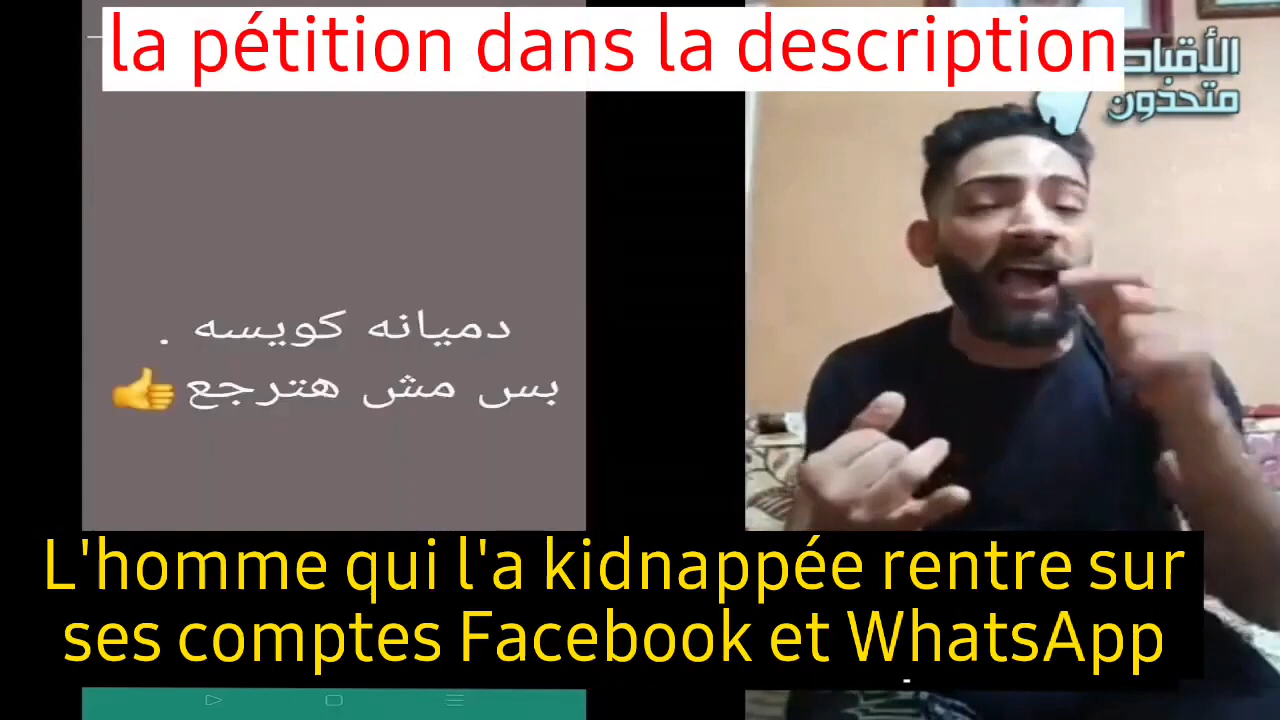 la pétition dans la description
الأقباط
متحدون
دميانه كويسه .
بس مش هترجع👍
L'homme qui l'a kidnappée rentre sur
ses comptes Facebook et WhatsApp